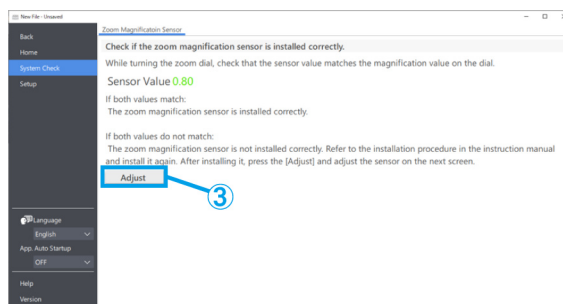 New File - Unsaved
Back
Home
System Check
Setup
Language
English
App. Auto Startup
OFF
Help
Version
Zoom Magnificatoin Sensor
Check if the zoom magnification sensor is installed correctly.
While turning the zoom dial, check that the sensor value matches the magnification value on the dial.
Sensor Value 0.80
If both values match:
The zoom magnification sensor is installed correctly.
If both values do not match:
The zoom magnification sensor is not installed correctly. Refer to the installation procedure in the instruction manual
and install it again. After installing it, press the [Adjust] and adjust the sensor on the next screen.
Adjust
③